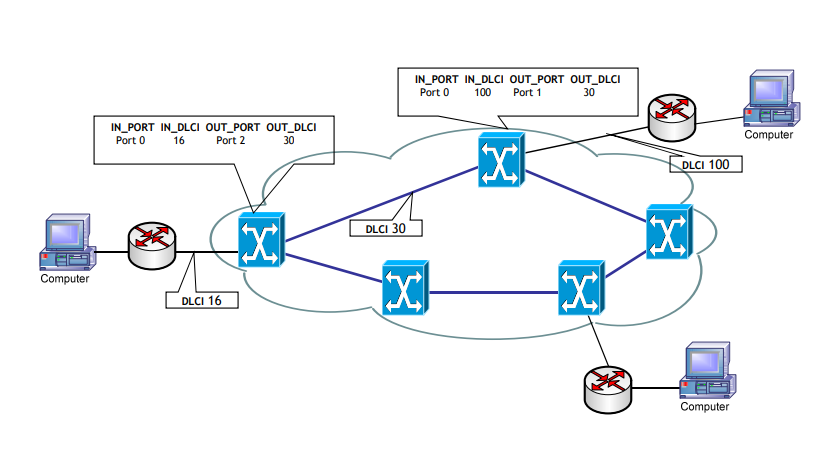 IN_PORT IN_DLCI OUT_PORT OUT_DLCI
Port 0 100 Port 1 30
Computer
DLCI 100
IN_PORT IN_DLCI OUT_PORT OUT_DLCI
Port 0 16 Port 2 30
DLCI 30
Computer
DLCI 16
Computer